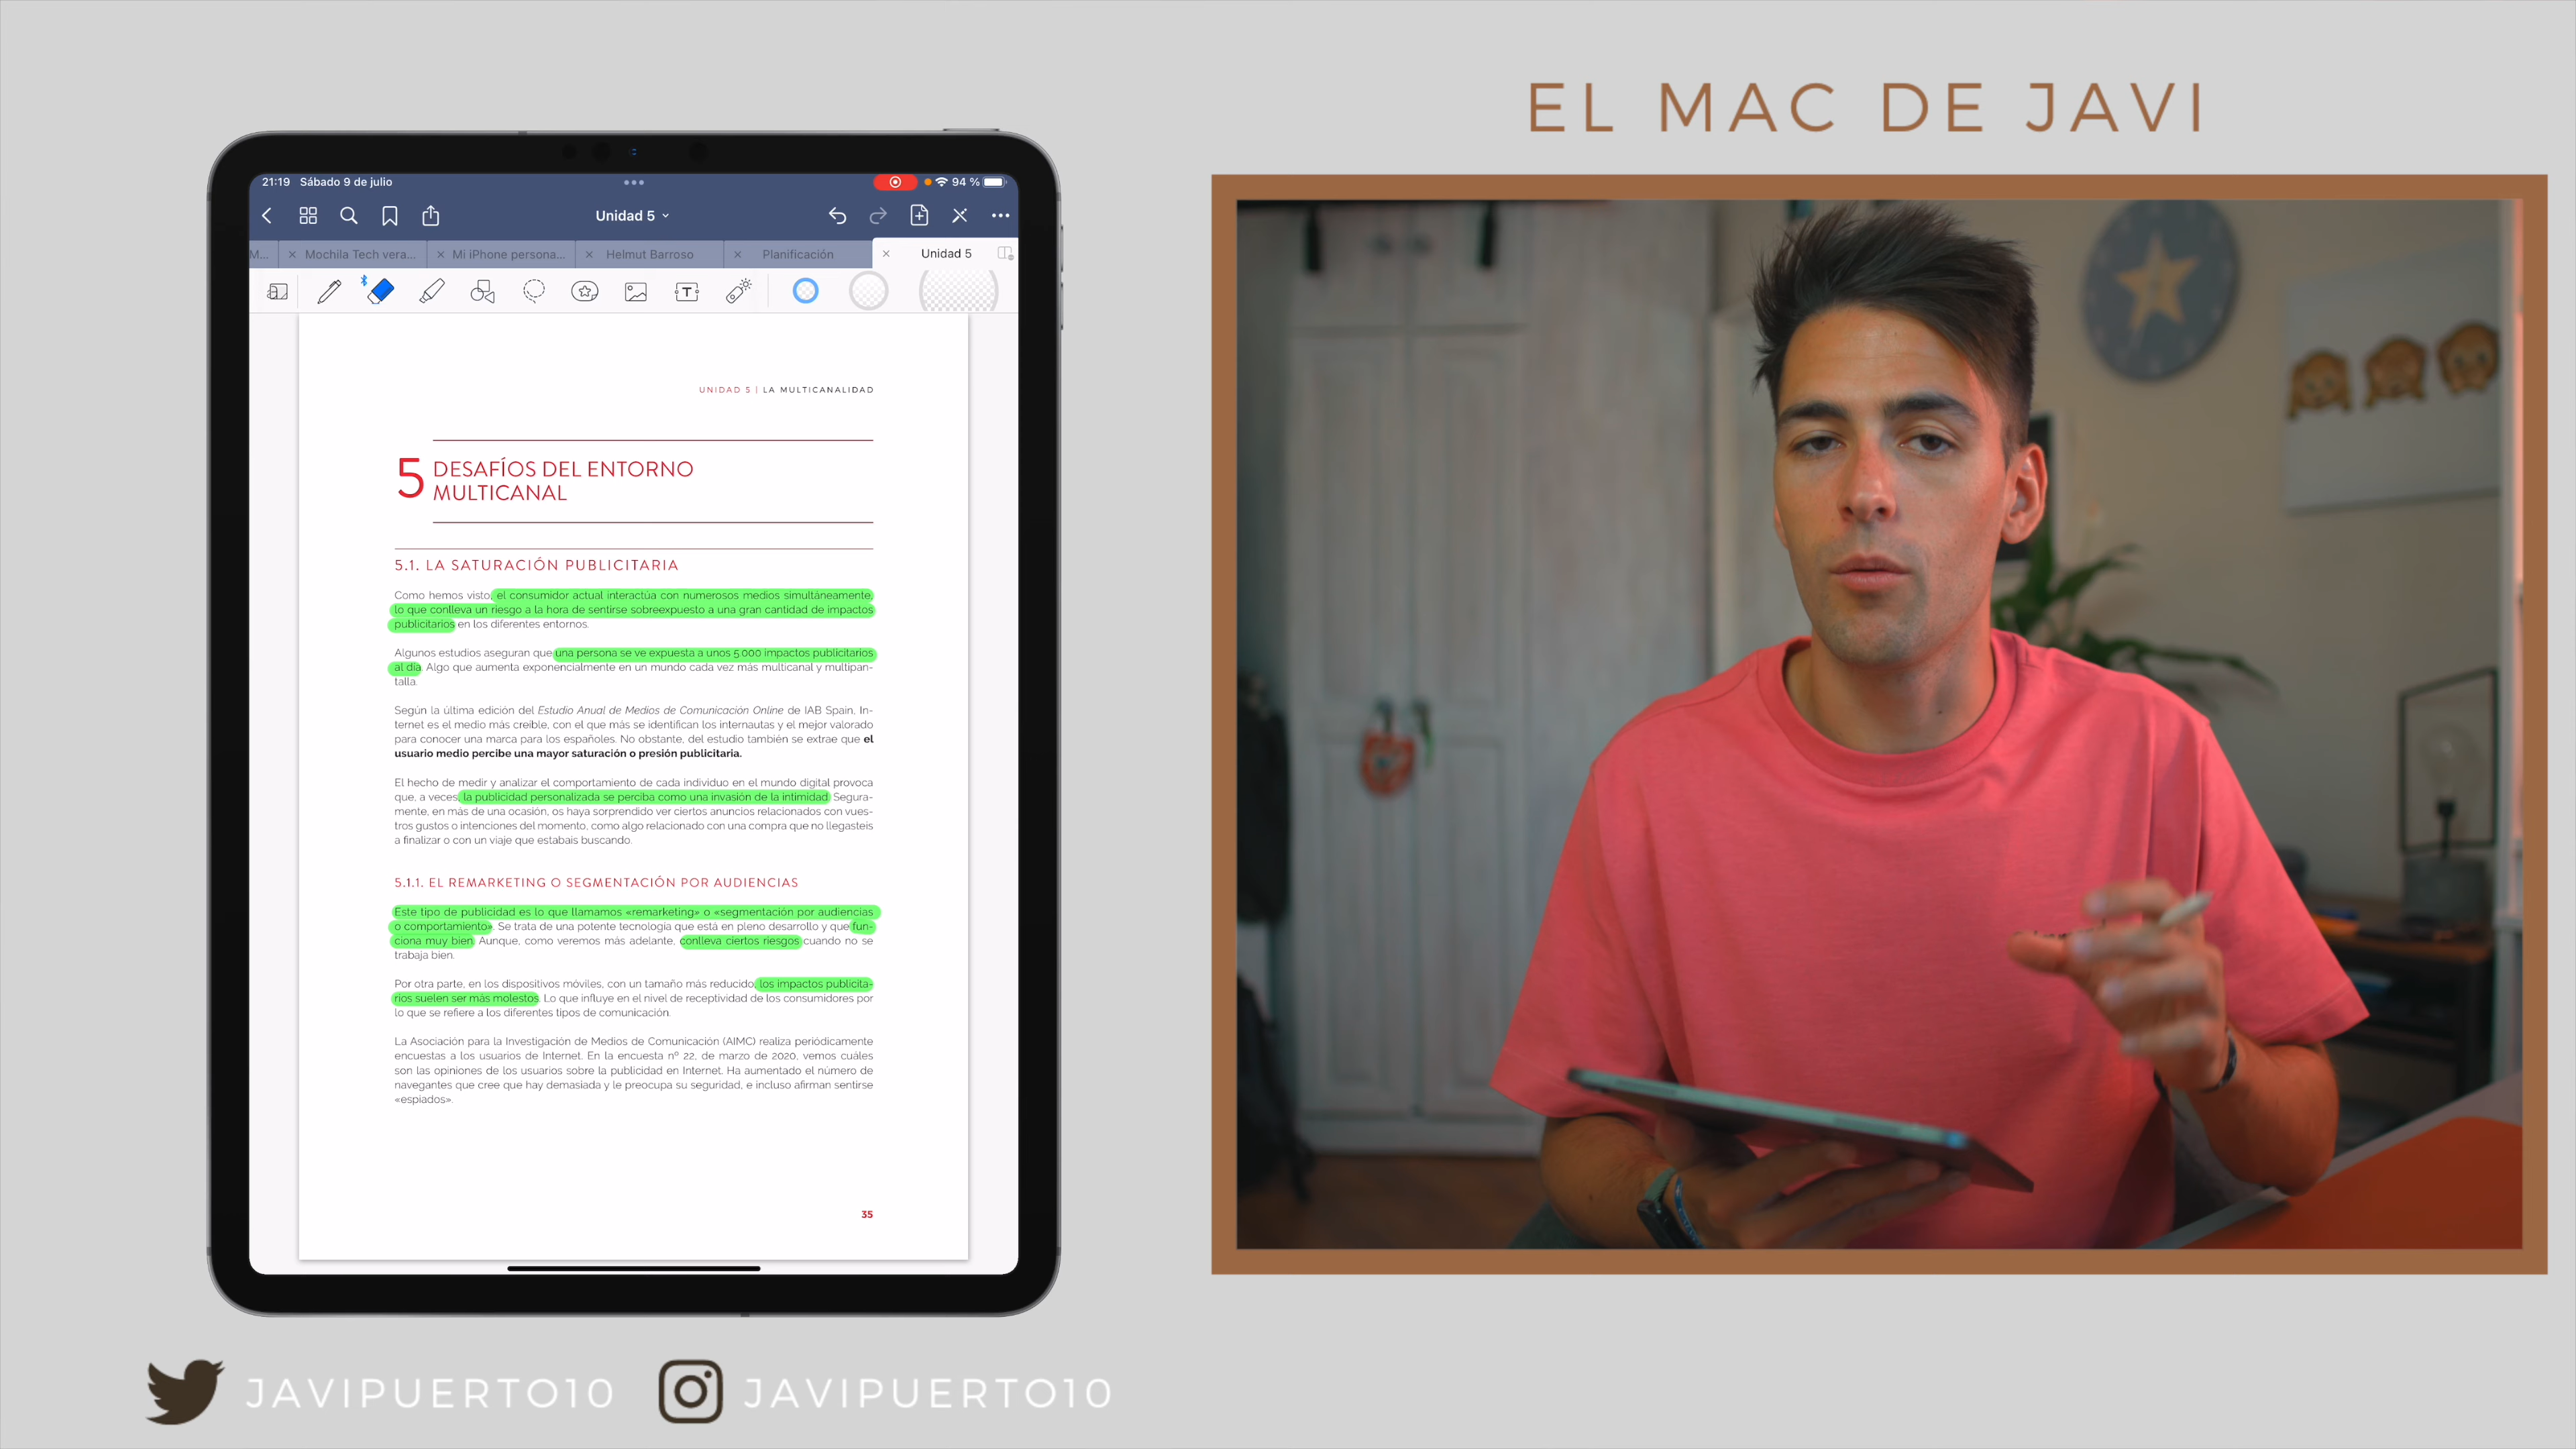 EL MAC DE JAVI
21:19 Sábado 9 de julio
94 %
Unidad 5
M...
Mochila Tech vera...
Mi iPhone persona...
Helmut Barroso
Planificación
Unidad 5
T
UNIDAD 5 | LA MULTICANALIDAD
5 DESAFÍOS DEL ENTORNO
MULTICANAL
5.1. LA SATURACIÓN PUBLICITARIA
Como hemos visto, el consumidor actual interactúa con numerosos medios simultáneamente,
lo que conlleva un riesgo a la hora de sentirse sobreexpuesto a una gran cantidad de impactos
publicitarios en los diferentes entornos.
Algunos estudios aseguran que una persona se ve expuesta a unos 5 000 impactos publicitarios
al día. Algo que aumenta exponencialmente en un mundo cada vez más multicanal y multipan-
talla.
Según la última edición del Estudio Anual de Medios de Comunicación Online de IAB Spain, In-
ternet es el medio más creíble, con el que más se identifican los internautas y el mejor valorado
para conocer una marca para los españoles. No obstante, del estudio también se extrae que el
usuario medio percibe una mayor saturación o presión publicitaria.
El hecho de medir y analizar el comportamiento de cada individuo en el mundo digital provoca
que, a veces, la publicidad personalizada se perciba como una invasión de la intimidad. Segura-
mente, en más de una ocasión, os haya sorprendido ver ciertos anuncios relacionados con vues-
tros gustos o intenciones del momento, como algo relacionado con una compra que no llegasteis
a finalizar o con un viaje que estabais buscando.
5.1.1. EL REMARKETING O SEGMENTACIÓN POR AUDIENCIAS
Este tipo de publicidad es lo que llamamos «remarketing» o «segmentación por audiencias
o comportamiento». Se trata de una potente tecnología que está en pleno desarrollo y que fun-
ciona muy bien. Aunque, como veremos más adelante, conlleva ciertos riesgos cuando no se
trabaja bien.
Por otra parte, en los dispositivos móviles, con un tamaño más reducido, los impactos publicita-
rios suelen ser más molestos. Lo que influye en el nivel de receptividad de los consumidores por
lo que se refiere a los diferentes tipos de comunicación.
La Asociación para la Investigación de Medios de Comunicación (AIMC) realiza periódicamente
encuestas a los usuarios de Internet. En la encuesta nº 22, de marzo de 2020, vemos cuáles
son las opiniones de los usuarios sobre la publicidad en Internet. Ha aumentado el número de
navegantes que cree que hay demasiada y le preocupa su seguridad, e incluso afirman sentirse
«espiados».
35
JAVIPUERTO10
JAVIPUERTO10